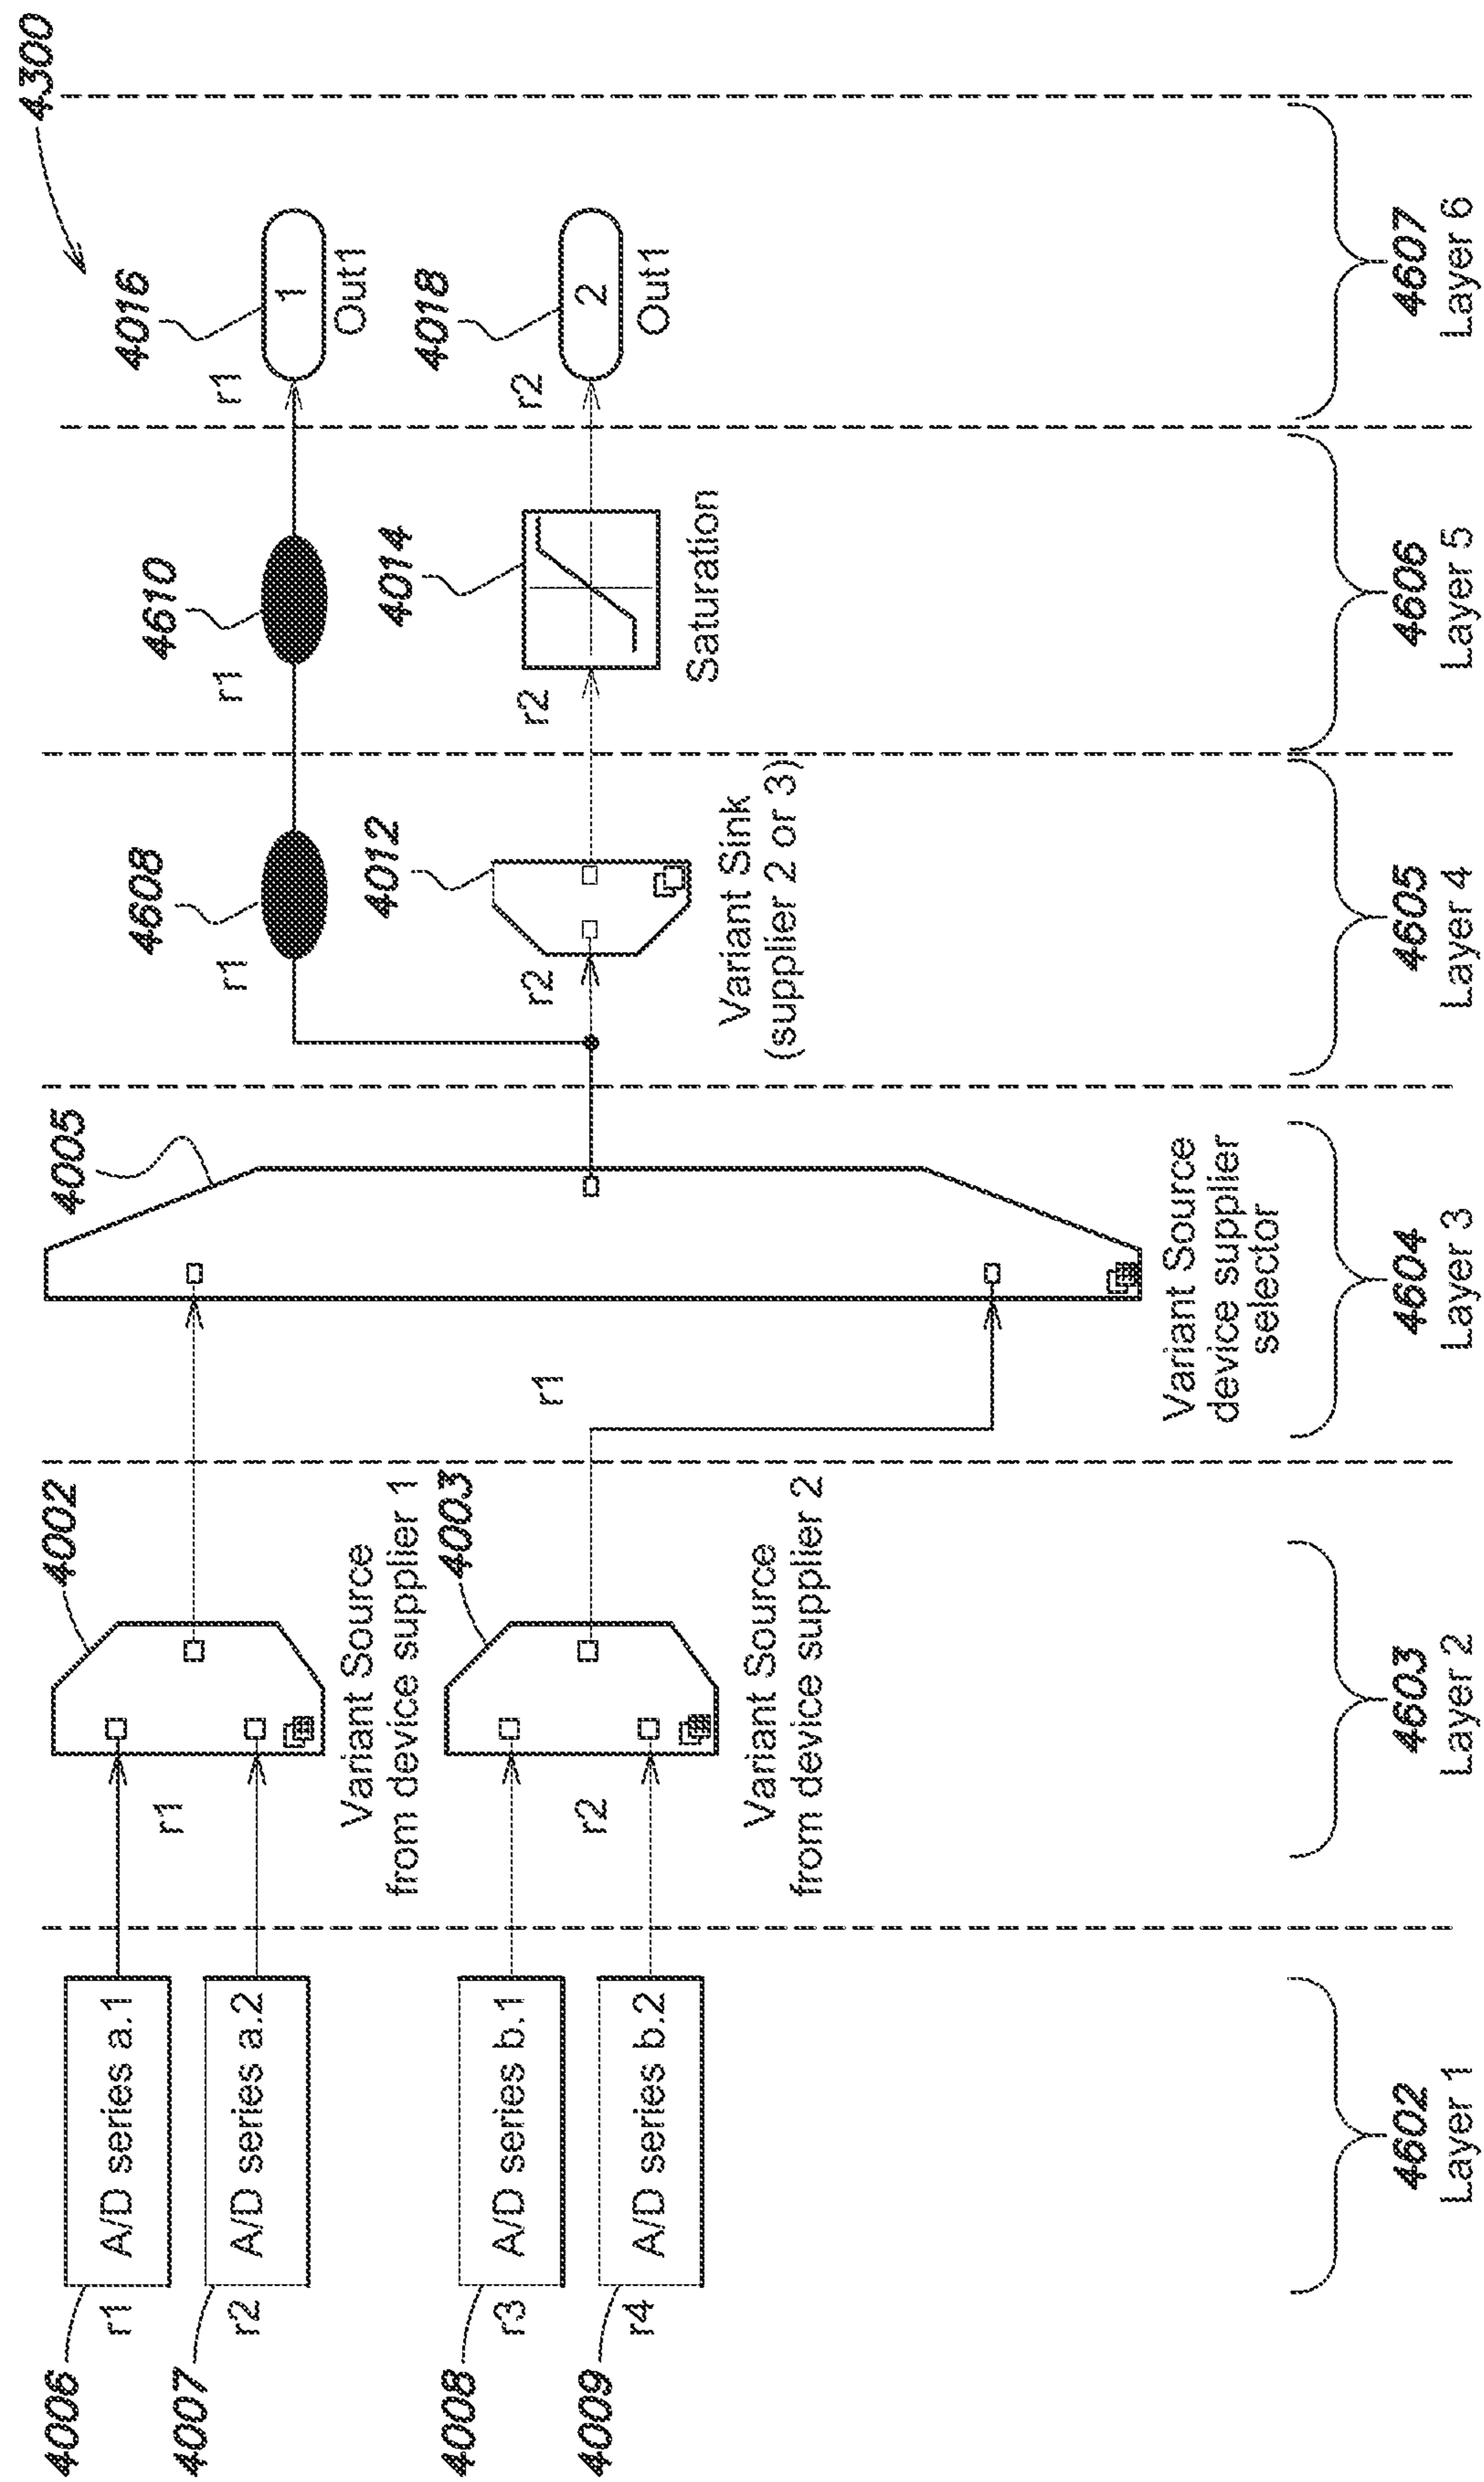 4300
4006
r1
A/D series a.1
4007
r2
A/D series a.2
4008
r3
A/D series b.1
4009
r4
A/D series b.2
4602
Layer 1
4002
r1
Variant Source
from device supplier 1
4003
r2
Variant Source
from device supplier 2
4603
Layer 2
4005
r1
Variant Source
device supplier
selector
4604
Layer 3
4608
r1
4012
r2
Variant Sink
(supplier 2 or 3)
4605
Layer 4
4610
r1
4014
r2
Saturation
4606
Layer 5
4016
r1
1
Out1
4018
r2
2
Out1
4607
Layer 6